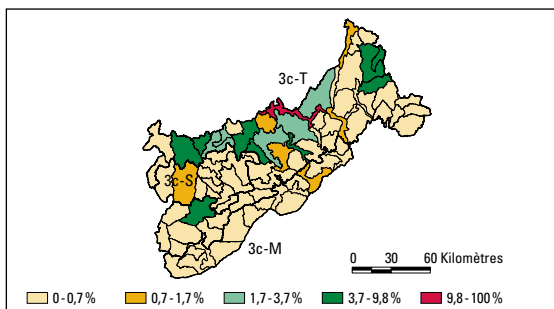 3c-T
3c-S
3c-M
0 30 60 Kilomètres
0 - 0,7 % 0,7 - 1,7 % 1,7 - 3,7 % 3,7 - 9,8 % 9,8 - 100 %